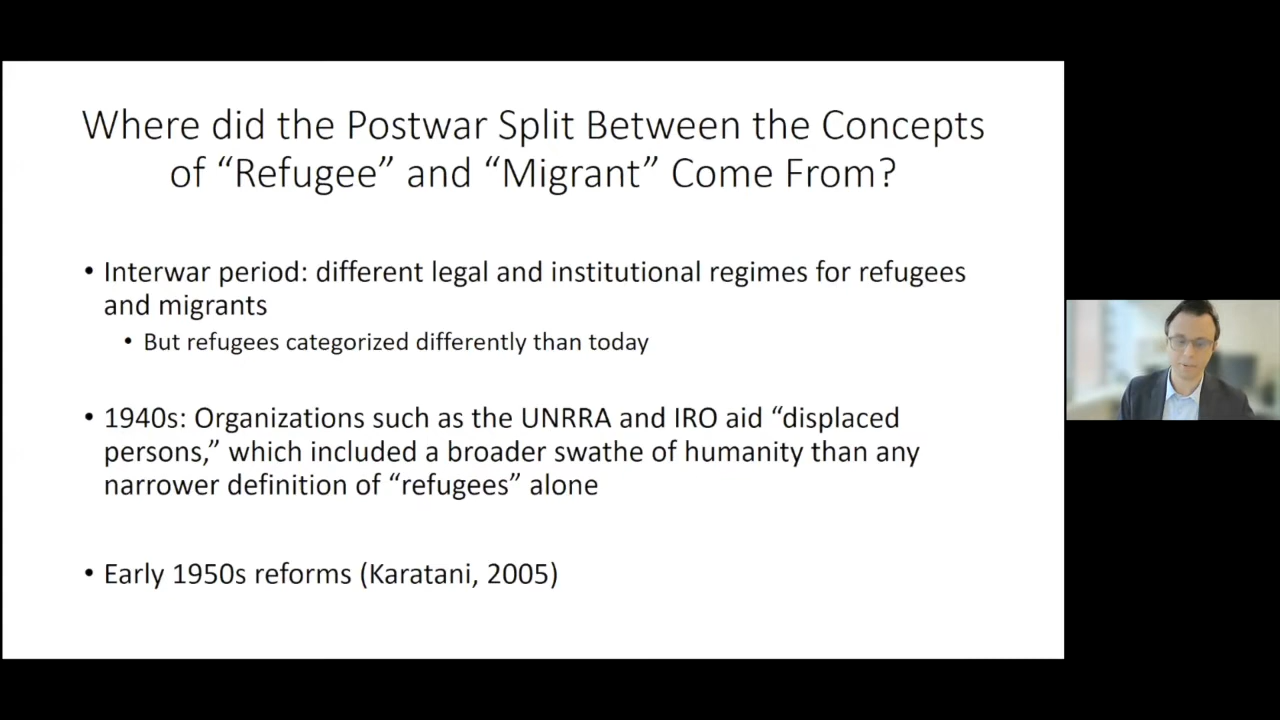 Where did the Postwar Split Between the Concepts
of “Refugee” and “Migrant” Come From?
• Interwar period: different legal and institutional regimes for refugees
and migrants
• But refugees categorized differently than today
• 1940s: Organizations such as the UNRRA and IRO aid “displaced
persons,” which included a broader swathe of humanity than any
narrower definition of “refugees” alone
• Early 1950s reforms (Karatani, 2005)